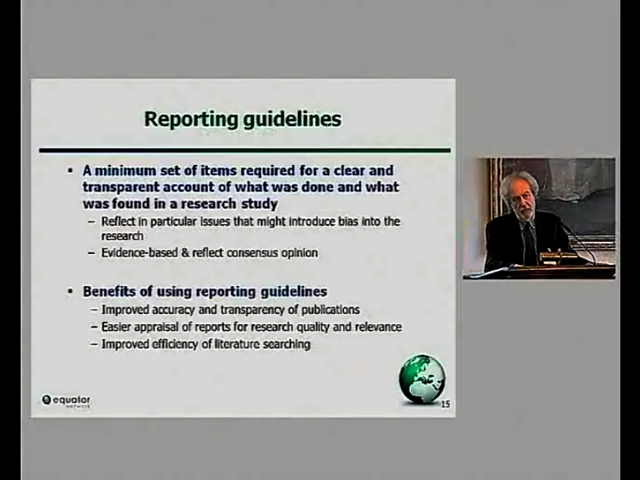 Reporting guidelines
▪ A minimum set of items required for a clear and
transparent account of what was done and what
was found in a research study
– Reflect in particular issues that might introduce bias into the
research
– Evidence-based & reflect consensus opinion
▪ Benefits of using reporting guidelines
– Improved accuracy and transparency of publications
– Easier appraisal of reports for research quality and relevance
– Improved efficiency of literature searching
equator
network
15